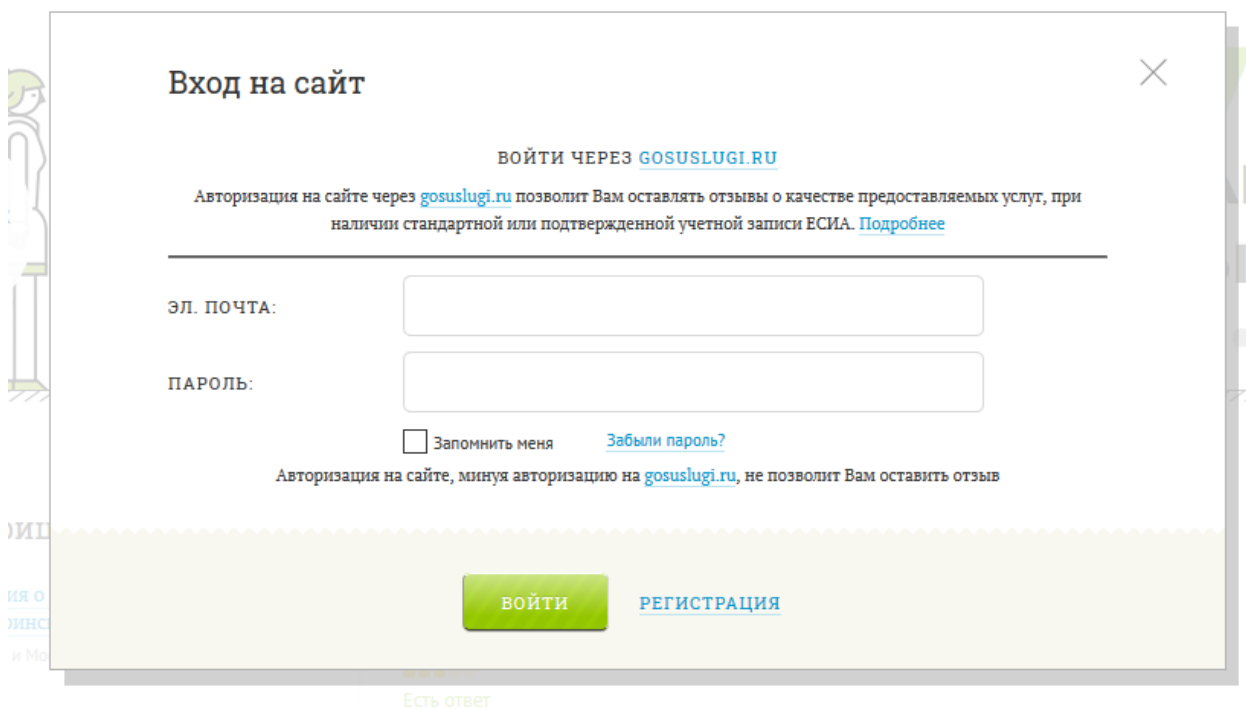 Вход на сайт
ВОЙТИ ЧЕРЕЗ GOSUSLUGI.RU
Авторизация на сайте через gosuslugi.ru позволит Вам оставлять отзывы о качестве предоставляемых услуг, при
наличии стандартной или подтвержденной учетной записи ЕСИА. Подробнее
ЭЛ. ПОЧТА:
ПАРОЛЬ:
Запомнить меня Забыли пароль?
Авторизация на сайте, минуя авторизацию на gosuslugi.ru, не позволит Вам оставить отзыв
ВОЙТИ РЕГИСТРАЦИЯ
и Мо
Есть ответ